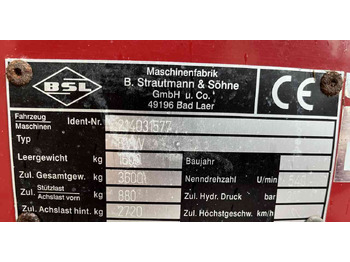 Maschinenfabrik
BSL B. Strautmann & Söhne
GmbH u. Co.
49196 Bad Laer
CE
Fahrzeug
Maschinen Ident-Nr.
Typ
Leergewicht kg Baujahr
Zul. Gesamtgew. kg 3600 Nenndrehzahl U/min
Zul. Stützlast
Achslast vorn kg 880 Zul. Hydr. Druck bar
Zul. Achslast hint. kg 2720 Zul. Höchstgeschw. km/h